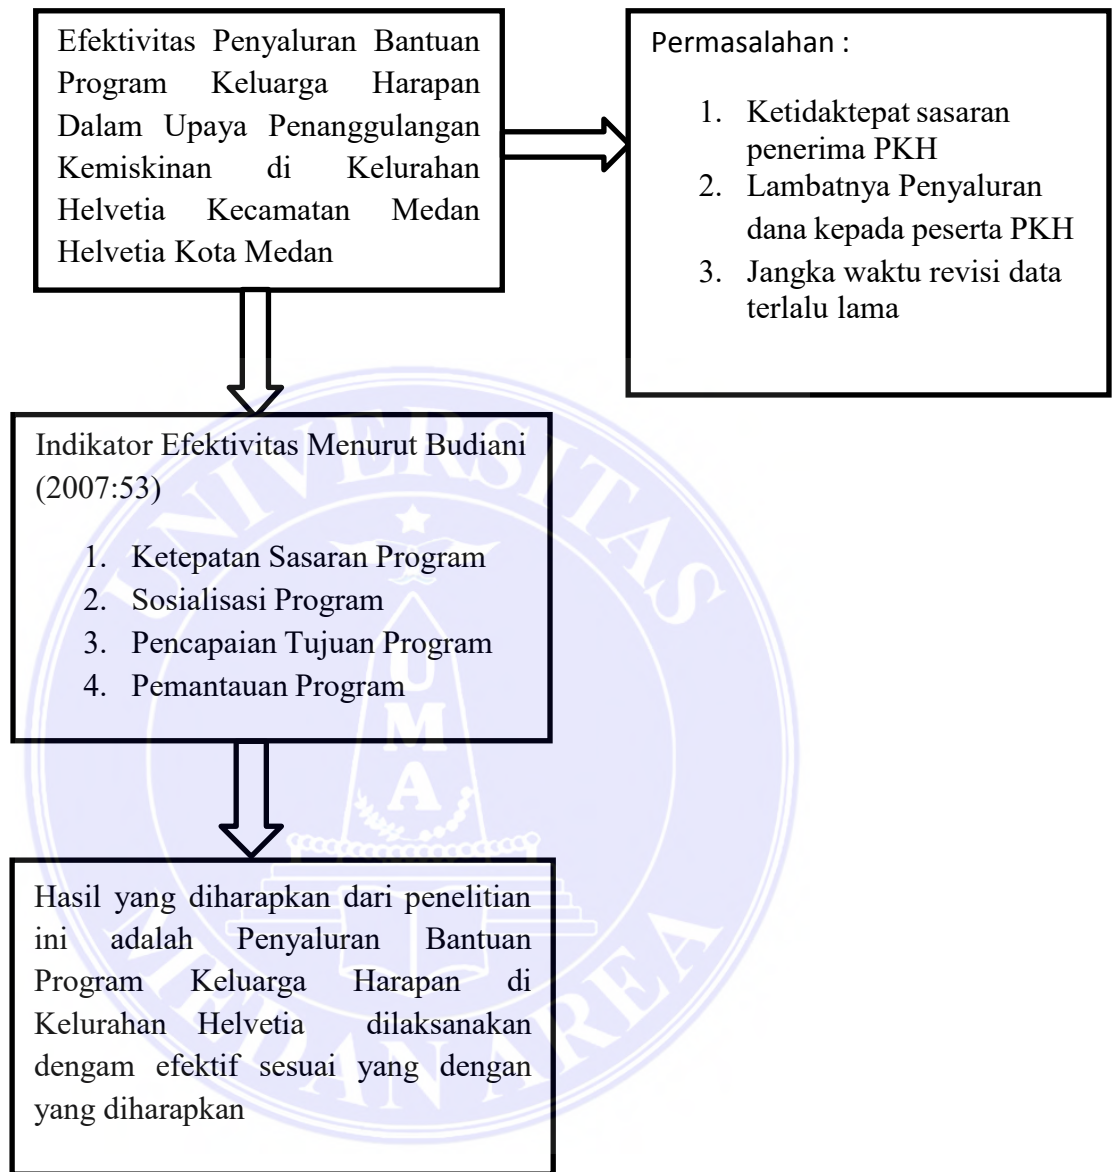 Efektivitas Penyaluran Bantuan
Program Keluarga Harapan
Dalam Upaya Penanggulangan
Kemiskinan di Kelurahan
Helvetia Kecamatan Medan
Helvetia Kota Medan
Permasalahan :
1. Ketidaktepat sasaran
penerima PKH
2. Lambatnya Penyaluran
dana kepada peserta PKH
3. Jangka waktu revisi data
terlalu lama
Indikator Efektivitas Menurut Budiani
(2007:53)
1. Ketepatan Sasaran Program
2. Sosialisasi Program
3. Pencapaian Tujuan Program
4. Pemantauan Program
Hasil yang diharapkan dari penelitian
ini adalah Penyaluran Bantuan
Program Keluarga Harapan di
Kelurahan Helvetia dilaksanakan
dengam efektif sesuai yang dengan
yang diharapkan
UNIVERSITAS
UMA
MEDAN AREA